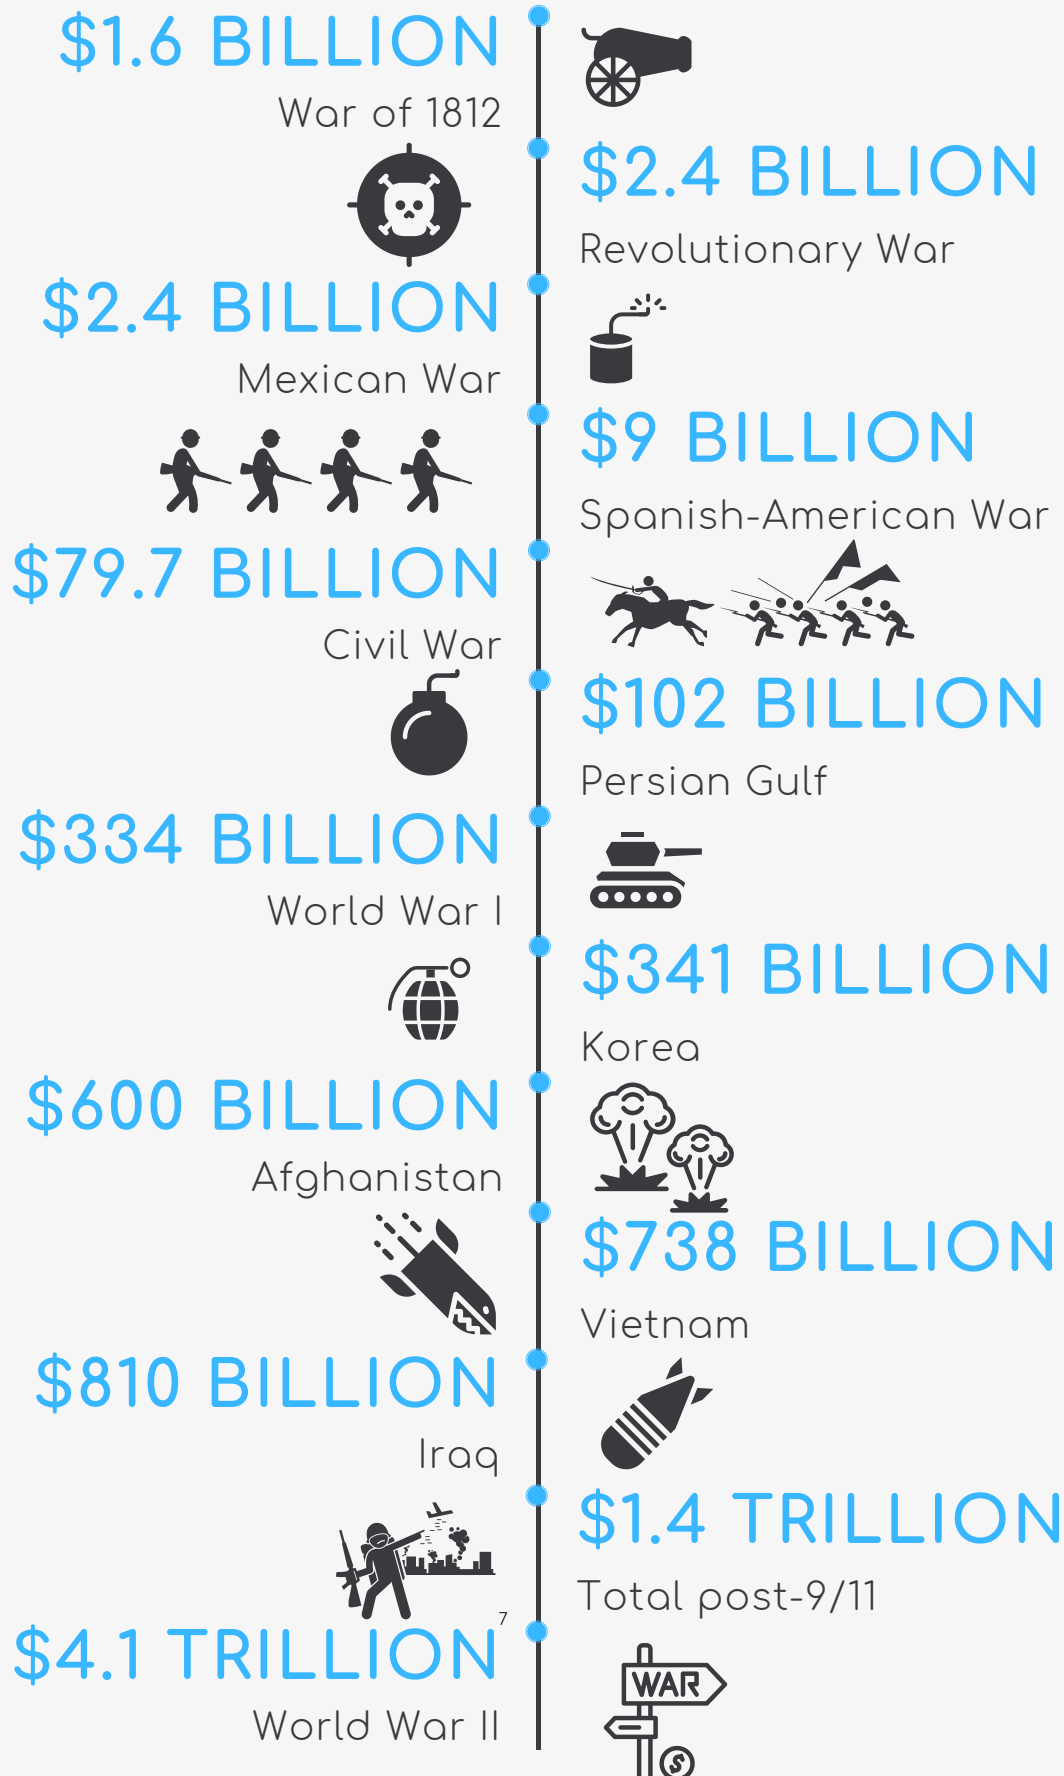 $1.6 BILLION
War of 1812
$2.4 BILLION
Revolutionary War
$2.4 BILLION
Mexican War
$9 BILLION
Spanish-American War
$79.7 BILLION
Civil War
$102 BILLION
Persian Gulf
$334 BILLION
World War I
$341 BILLION
Korea
$600 BILLION
Afghanistan
$738 BILLION
Vietnam
$810 BILLION
Iraq
$1.4 TRILLION
Total post-9/11
$4.1 TRILLION 7
World War II
WAR
$